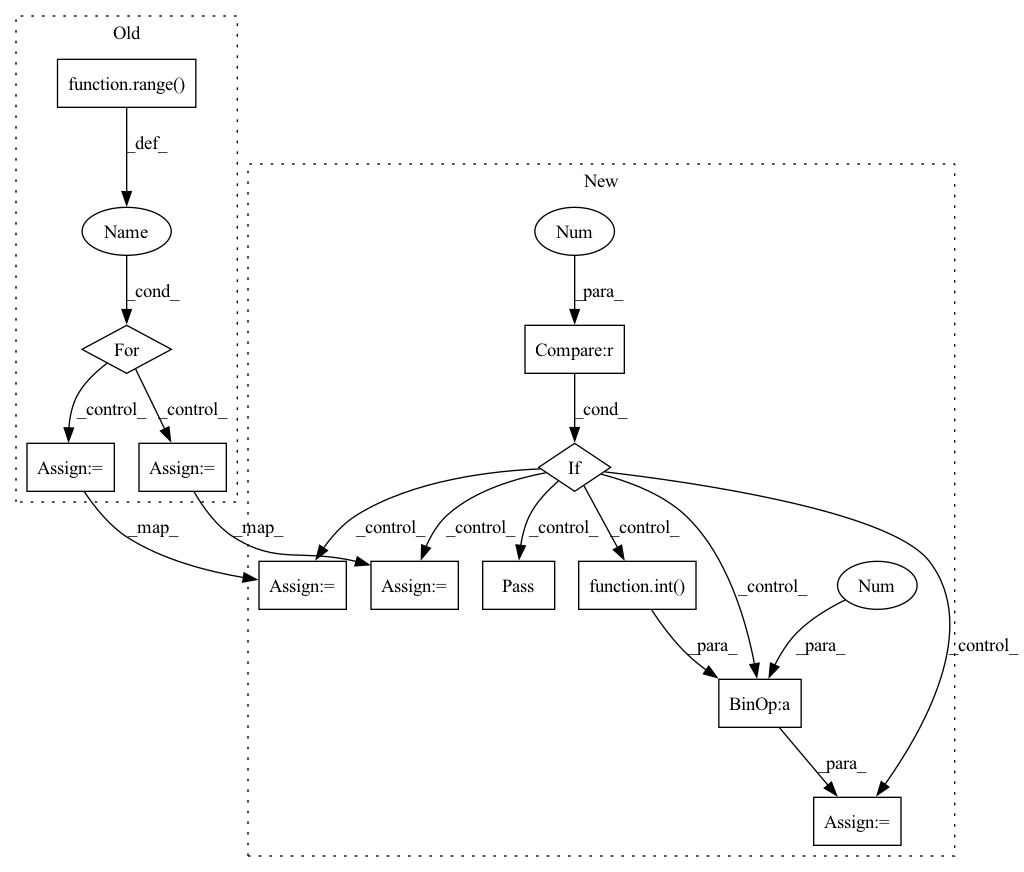 Old
function.range()
_def_
New
Name
Num
_cond_
_para_
For
Compare:r
_control_ _control_
_cond_
Assign:= Assign:=
If
_map_ _map_ _control_ _control_ _control_ _control_
Assign:= Assign:= Pass function.int() _control_ Num
_para_ _para_ _control_
BinOp:a
_para_
Assign:=